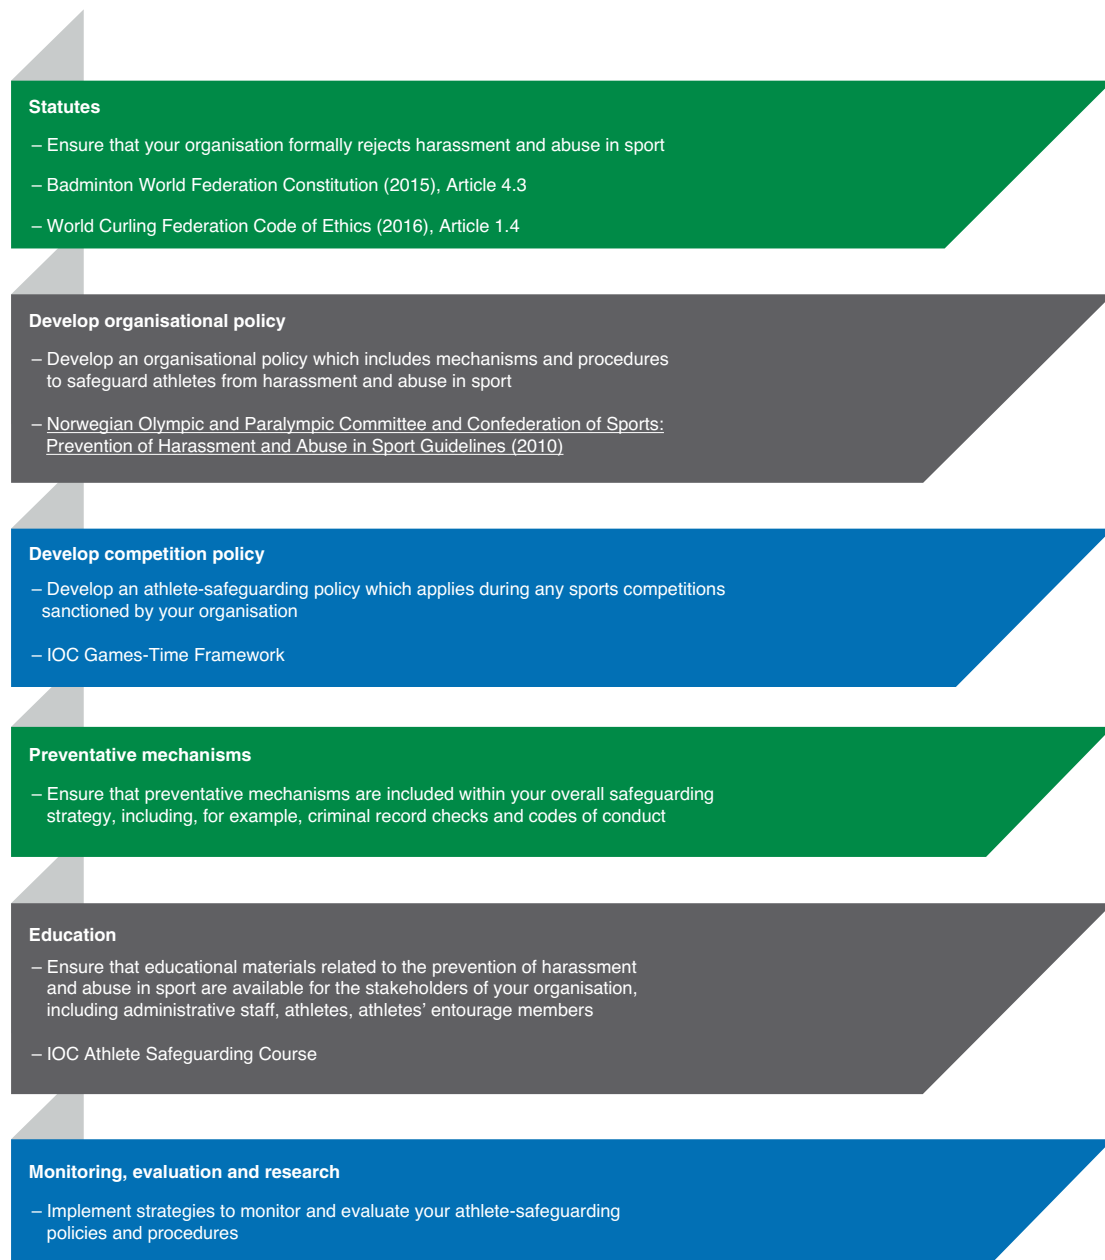 Statutes
– Ensure that your organisation formally rejects harassment and abuse in sport
– Badminton World Federation Constitution (2015), Article 4.3
– World Curling Federation Code of Ethics (2016), Article 1.4
Develop organisational policy
– Develop an organisational policy which includes mechanisms and procedures
to safeguard athletes from harassment and abuse in sport
– Norwegian Olympic and Paralympic Committee and Confederation of Sports:
Prevention of Harassment and Abuse in Sport Guidelines (2010)
Develop competition policy
– Develop an athlete-safeguarding policy which applies during any sports competitions
sanctioned by your organisation
– IOC Games-Time Framework
Preventative mechanisms
– Ensure that preventative mechanisms are included within your overall safeguarding
strategy, including, for example, criminal record checks and codes of conduct
Education
– Ensure that educational materials related to the prevention of harassment
and abuse in sport are available for the stakeholders of your organisation,
including administrative staff, athletes, athletes’ entourage members
– IOC Athlete Safeguarding Course
Monitoring, evaluation and research
– Implement strategies to monitor and evaluate your athlete-safeguarding
policies and procedures